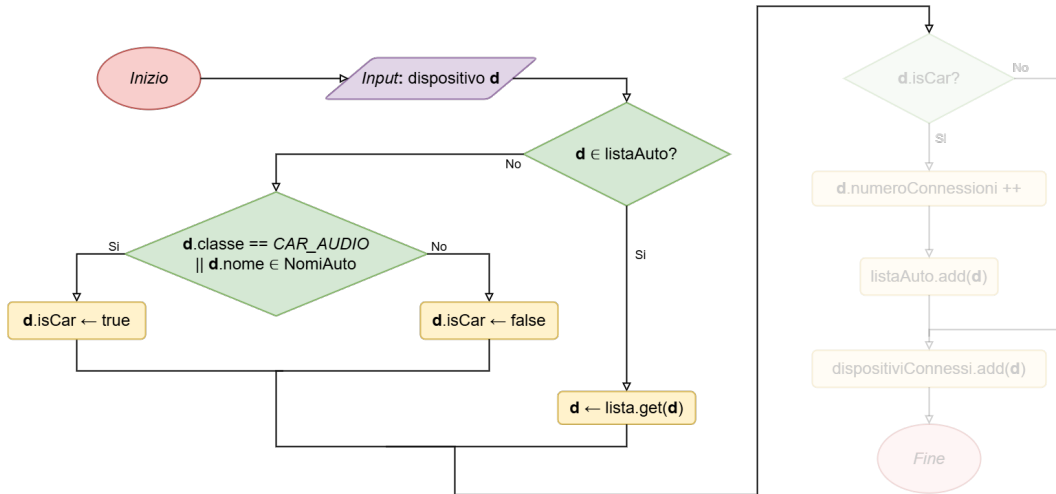 Inizio
Input: dispositivo d
d ∈ listaAuto?
No
Si
d.classe == CAR_AUDIO
|| d.nome ∈ NomiAuto
Si
No
d.isCar ← true
d.isCar ← false
d ← lista.get(d)
d.isCar?
No
Si
d.numeroConnessioni ++
listaAuto.add(d)
dispositiviConnessi.add(d)
Fine